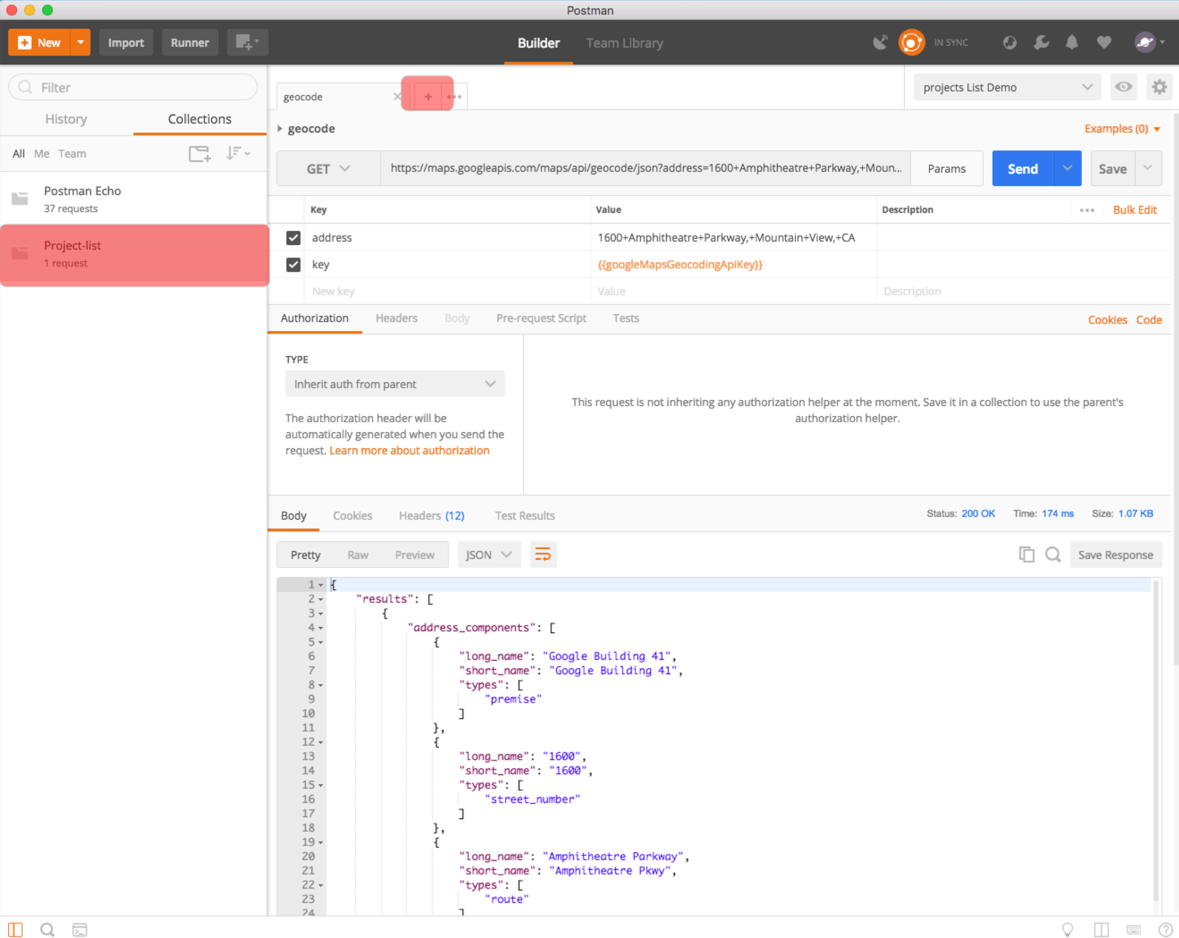 Postman
New Import Runner Builder Team Library IN SYNC
Filter
History Collections
All Me Team
Postman Echo
37 requests
Project-list
1 request
geocode
projects List Demo
geocode
Examples (0)
GET https://maps.googleapis.com/maps/api/geocode/json?address=1600+Amphitheatre+Parkway,+Moun... Params Send Save
Key Value Description Bulk Edit
address 1600+Amphitheatre+Parkway,+Mountain+View,+CA
key {{googleMapsGeocodingApiKey}}
New key Value Description
Authorization Headers Body Pre-request Script Tests Cookies Code
TYPE
Inherit auth from parent
The authorization header will be
automatically generated when you send the
request. Learn more about authorization
This request is not inheriting any authorization helper at the moment. Save it in a collection to use the parent's
authorization helper.
Body Cookies Headers (12) Test Results Status: 200 OK Time: 174 ms Size: 1.07 KB
Pretty Raw Preview JSON Save Response
1 {
2 "results": [
3 {
4 "address_components": [
5 {
6 "long_name": "Google Building 41",
7 "short_name": "Google Building 41",
8 "types": [
9 "premise"
10 ]
11 },
12 {
13 "long_name": "1600",
14 "short_name": "1600",
15 "types": [
16 "street_number"
17 ]
18 },
19 {
20 "long_name": "Amphitheatre Parkway",
21 "short_name": "Amphitheatre Pkwy",
22 "types": [
23 "route"
24 ]